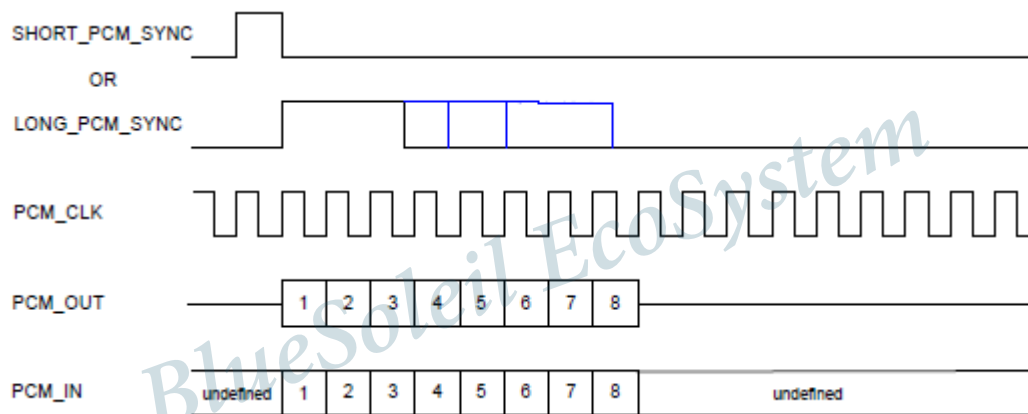 SHORT_PCM_SYNC
OR
LONG_PCM_SYNC
PCM_CLK
PCM_OUT 1 2 3 4 5 6 7 8
PCM_IN undefined 1 2 3 4 5 6 7 8 undefined
BlueSoleil EcoSystem